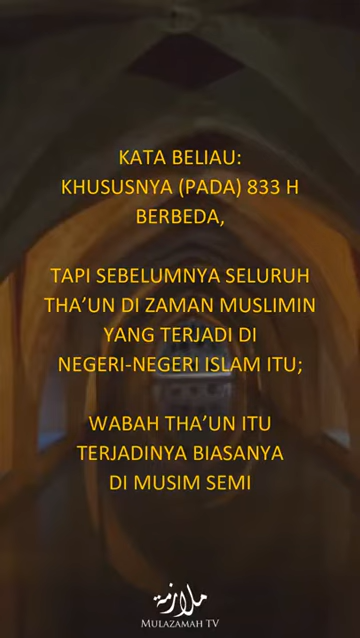 KATA BELIAU:
KHUSUSNYA (PADA) 833 H
BERBEDA,
TAPI SEBELUMNYA SELURUH
THA’UN DI ZAMAN MUSLIMIN
YANG TERJADI DI
NEGERI-NEGERI ISLAM ITU;
WABAH THA’UN ITU
TERJADINYA BIASANYA
DI MUSIM SEMI
ملازمة
MULAZAMAH TV